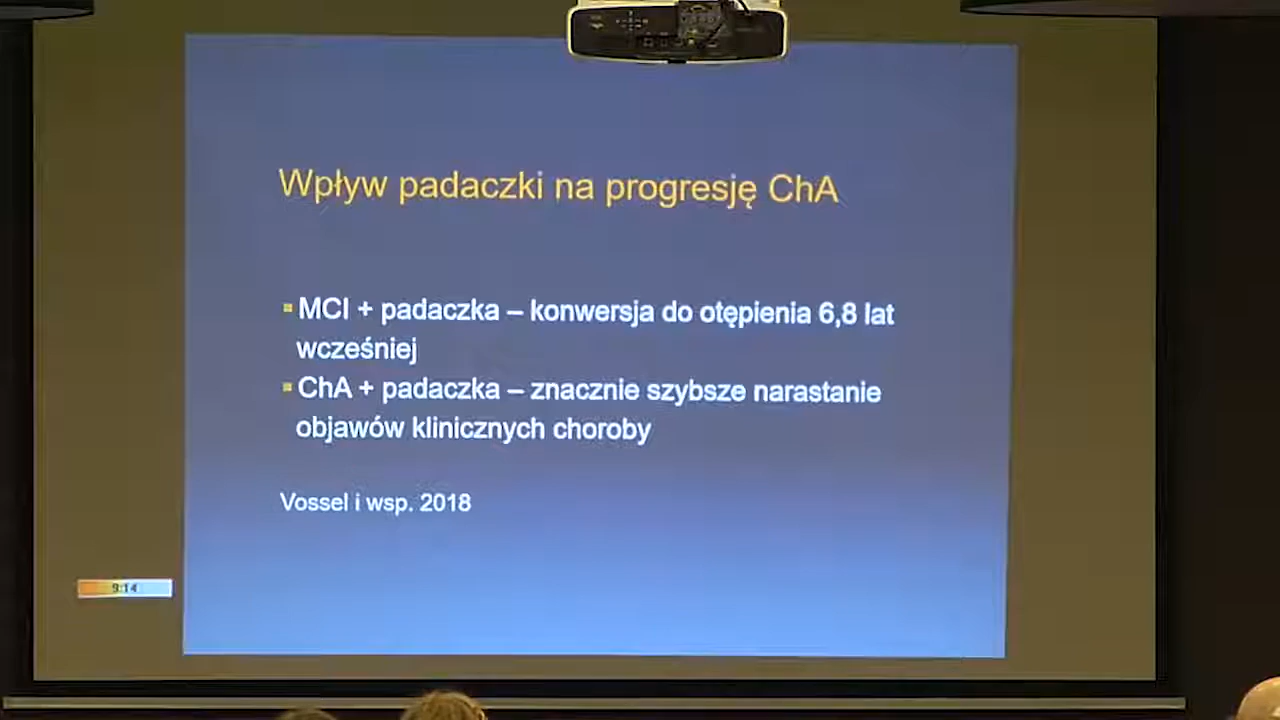 Wpływ padaczki na progresję ChA
▪MCI + padaczka – konwersja do otępienia 6,8 lat
wcześniej
▪ChA + padaczka – znacznie szybsze narastanie
objawów klinicznych choroby
Vossel i wsp. 2018
9:14